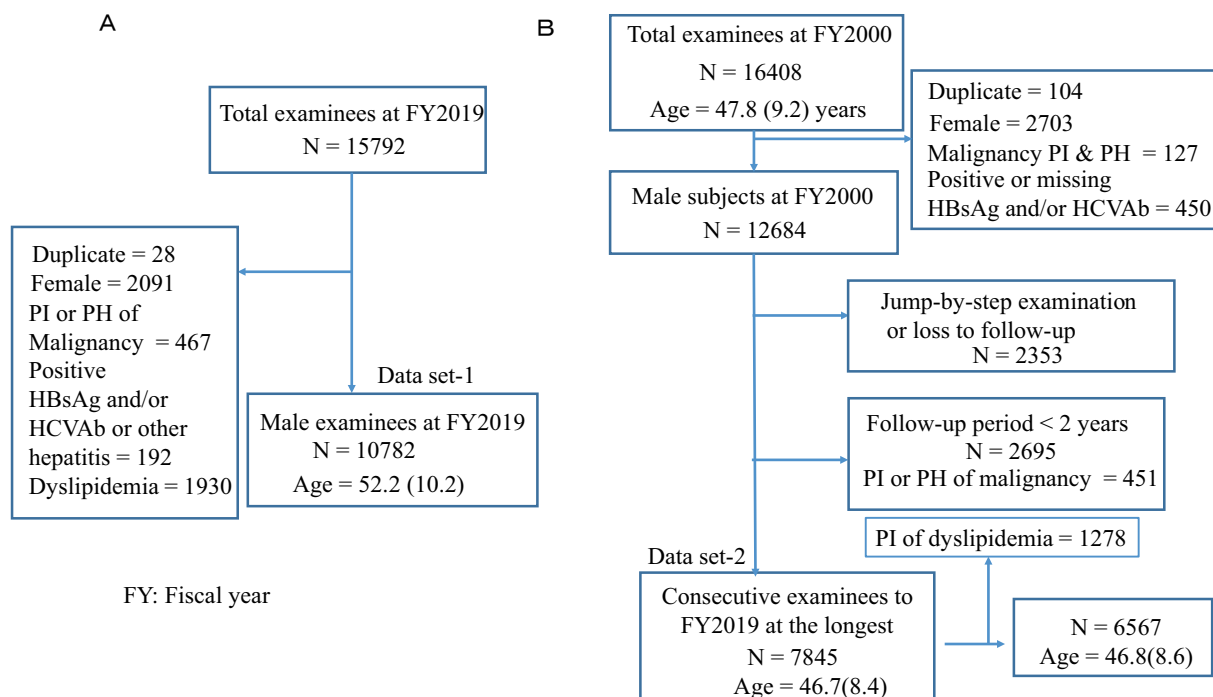 A
Total examinees at FY2019
N = 15792
Duplicate = 28
Female = 2091
PI or PH of
Malignancy = 467
Positive
HBsAg and/or
HCVAb or other
hepatitis = 192
Dyslipidemia = 1930
Data set-1
Male examinees at FY2019
N = 10782
Age = 52.2 (10.2)
FY: Fiscal year
B
Total examinees at FY2000
N = 16408
Age = 47.8 (9.2) years
Duplicate = 104
Female = 2703
Malignancy PI & PH = 127
Positive or missing
HBsAg and/or HCVAb = 450
Male subjects at FY2000
N = 12684
Jump-by-step examination
or loss to follow-up
N = 2353
Follow-up period < 2 years
N = 2695
PI or PH of malignancy = 451
PI of dyslipidemia = 1278
Data set-2
Consecutive examinees to
FY2019 at the longest
N = 7845
Age = 46.7(8.4)
N = 6567
Age = 46.8(8.6)